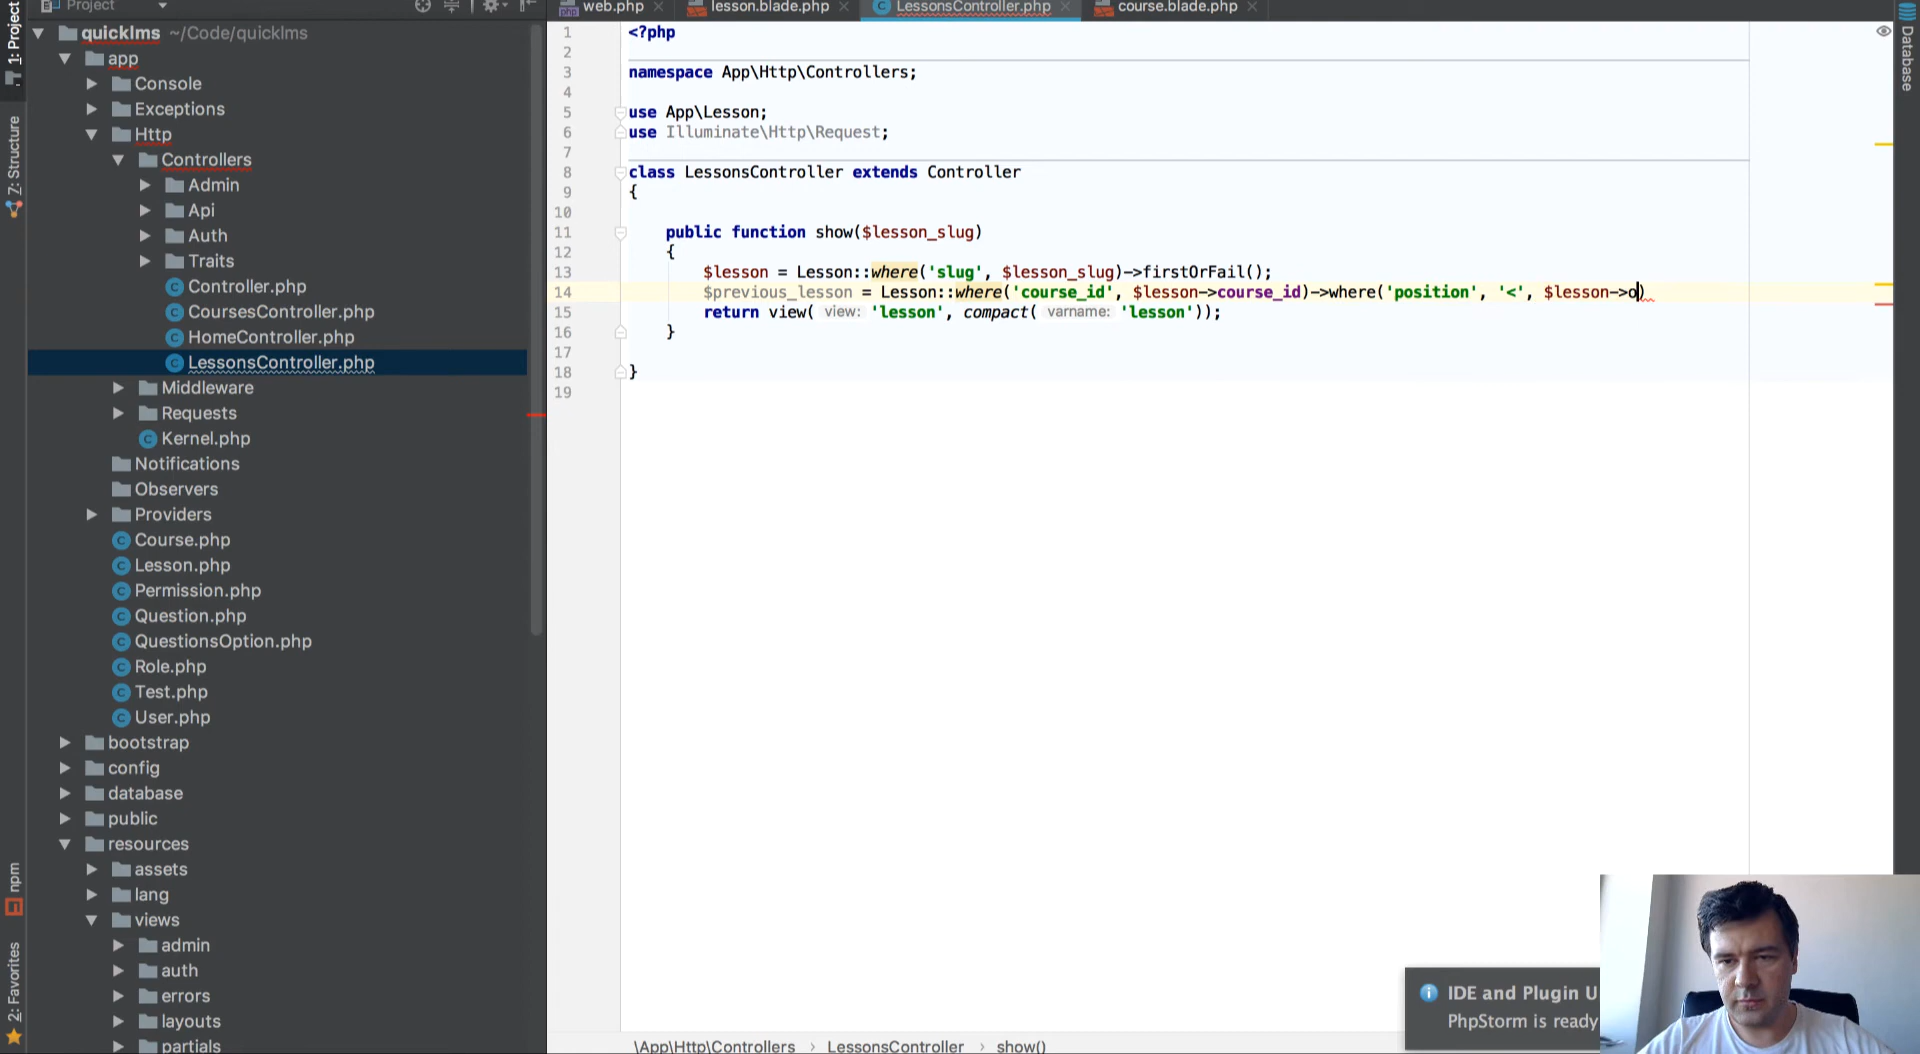 Project
web.php
lesson.blade.php
LessonsController.php
course.blade.php
1: Project
7: Structure
npm
2: Favorites
Database
quicklms ~/Code/quicklms
app
Console
Exceptions
Http
Controllers
Admin
Api
Auth
Traits
Controller.php
CoursesController.php
HomeController.php
LessonsController.php
Middleware
Requests
Kernel.php
Notifications
Observers
Providers
Course.php
Lesson.php
Permission.php
Question.php
QuestionsOption.php
Role.php
Test.php
User.php
bootstrap
config
database
public
resources
assets
lang
views
admin
auth
errors
layouts
partials
1 <?php
2
3 namespace App\Http\Controllers;
4
5 use App\Lesson;
6 use Illuminate\Http\Request;
7
8 class LessonsController extends Controller
9 {
10
11 public function show($lesson_slug)
12 {
13 $lesson = Lesson::where('slug', $lesson_slug)->firstOrFail();
14 $previous_lesson = Lesson::where('course_id', $lesson->course_id)->where('position', '<', $lesson->o)
15 return view( view: 'lesson', compact( varname: 'lesson'));
16 }
17
18 }
19
IDE and Plugin U
PhpStorm is ready
\App\Http\Controllers › LessonsController › show()